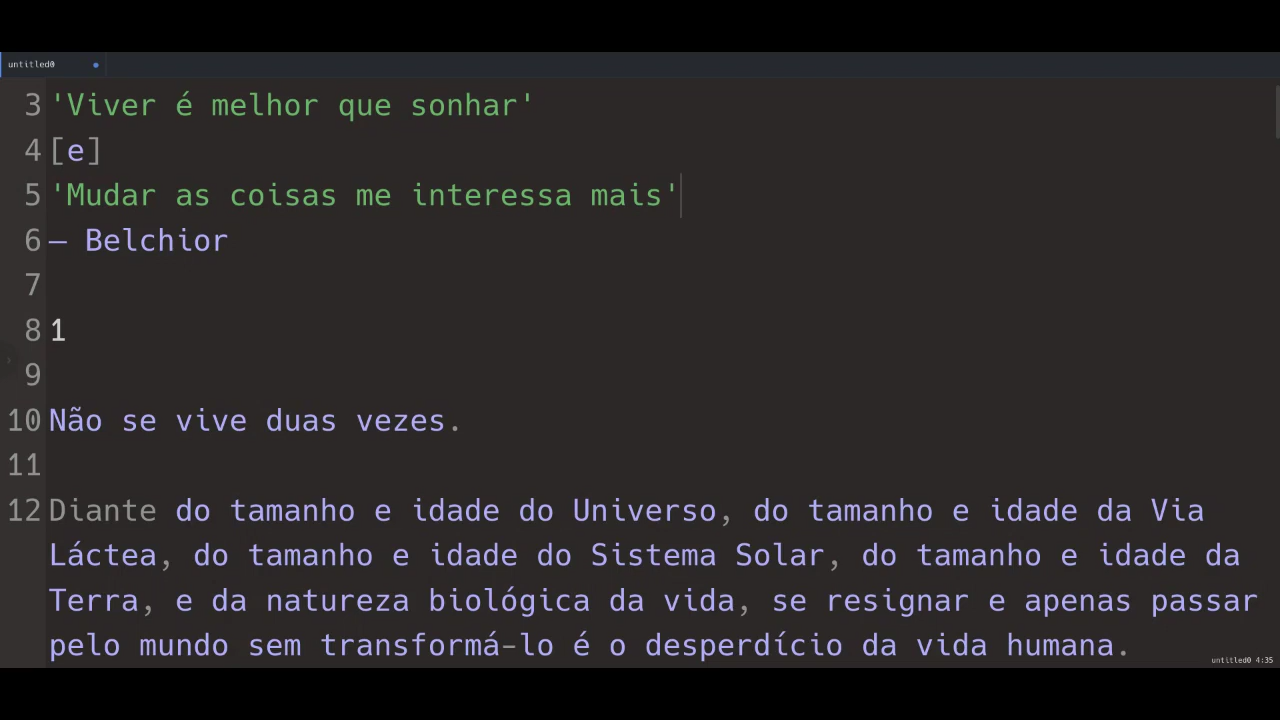 untitled0
3 'Viver é melhor que sonhar'
4 [e]
5 'Mudar as coisas me interessa mais'
6 — Belchior
7
8 1
9
10 Não se vive duas vezes.
11
12 Diante do tamanho e idade do Universo, do tamanho e idade da Via
Láctea, do tamanho e idade do Sistema Solar, do tamanho e idade da
Terra, e da natureza biológica da vida, se resignar e apenas passar
pelo mundo sem transformá-lo é o desperdício da vida humana.
untitled0 4:35